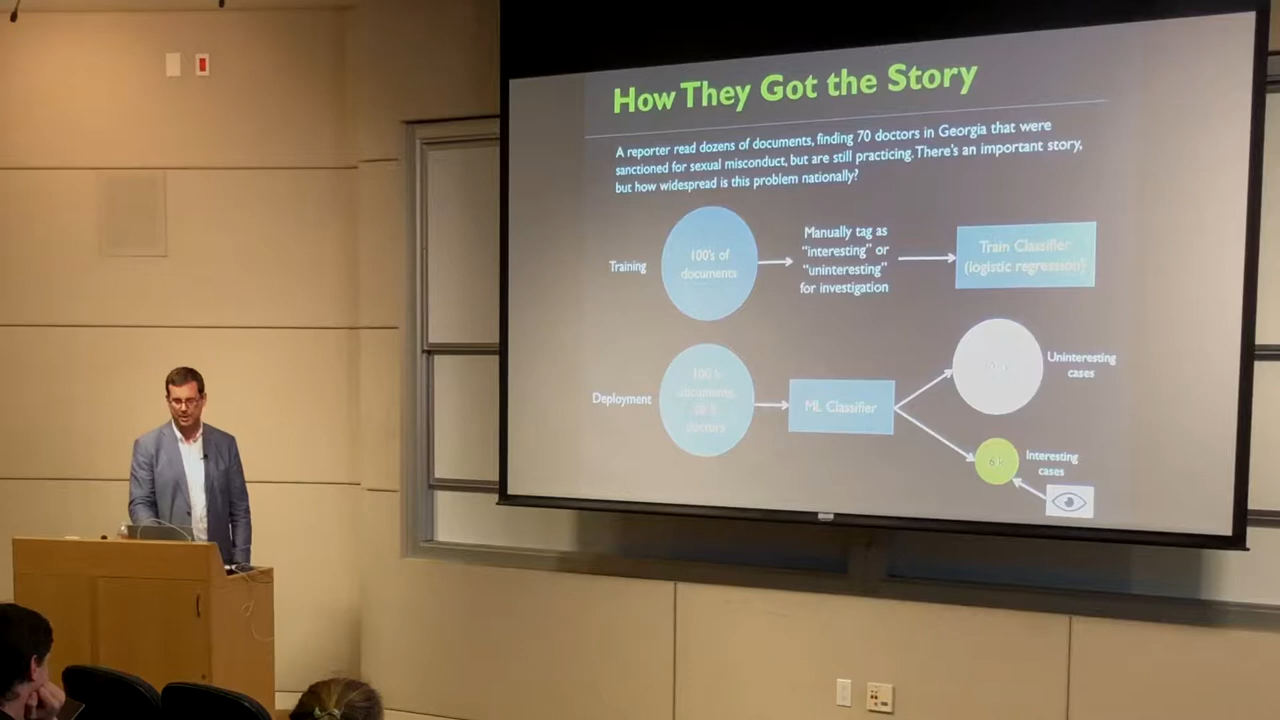 How They Got the Story
A reporter read dozens of documents, finding 70 doctors in Georgia that were
sanctioned for sexual misconduct, but are still practicing. There's an important story,
but how widespread is this problem nationally?
Training
100's of
documents
Manually tag as
"interesting" or
"uninteresting"
for investigation
Train Classifier
(logistic regression)
Deployment
documents,
doctors
ML Classifier
Uninteresting
cases
6 k
Interesting
cases